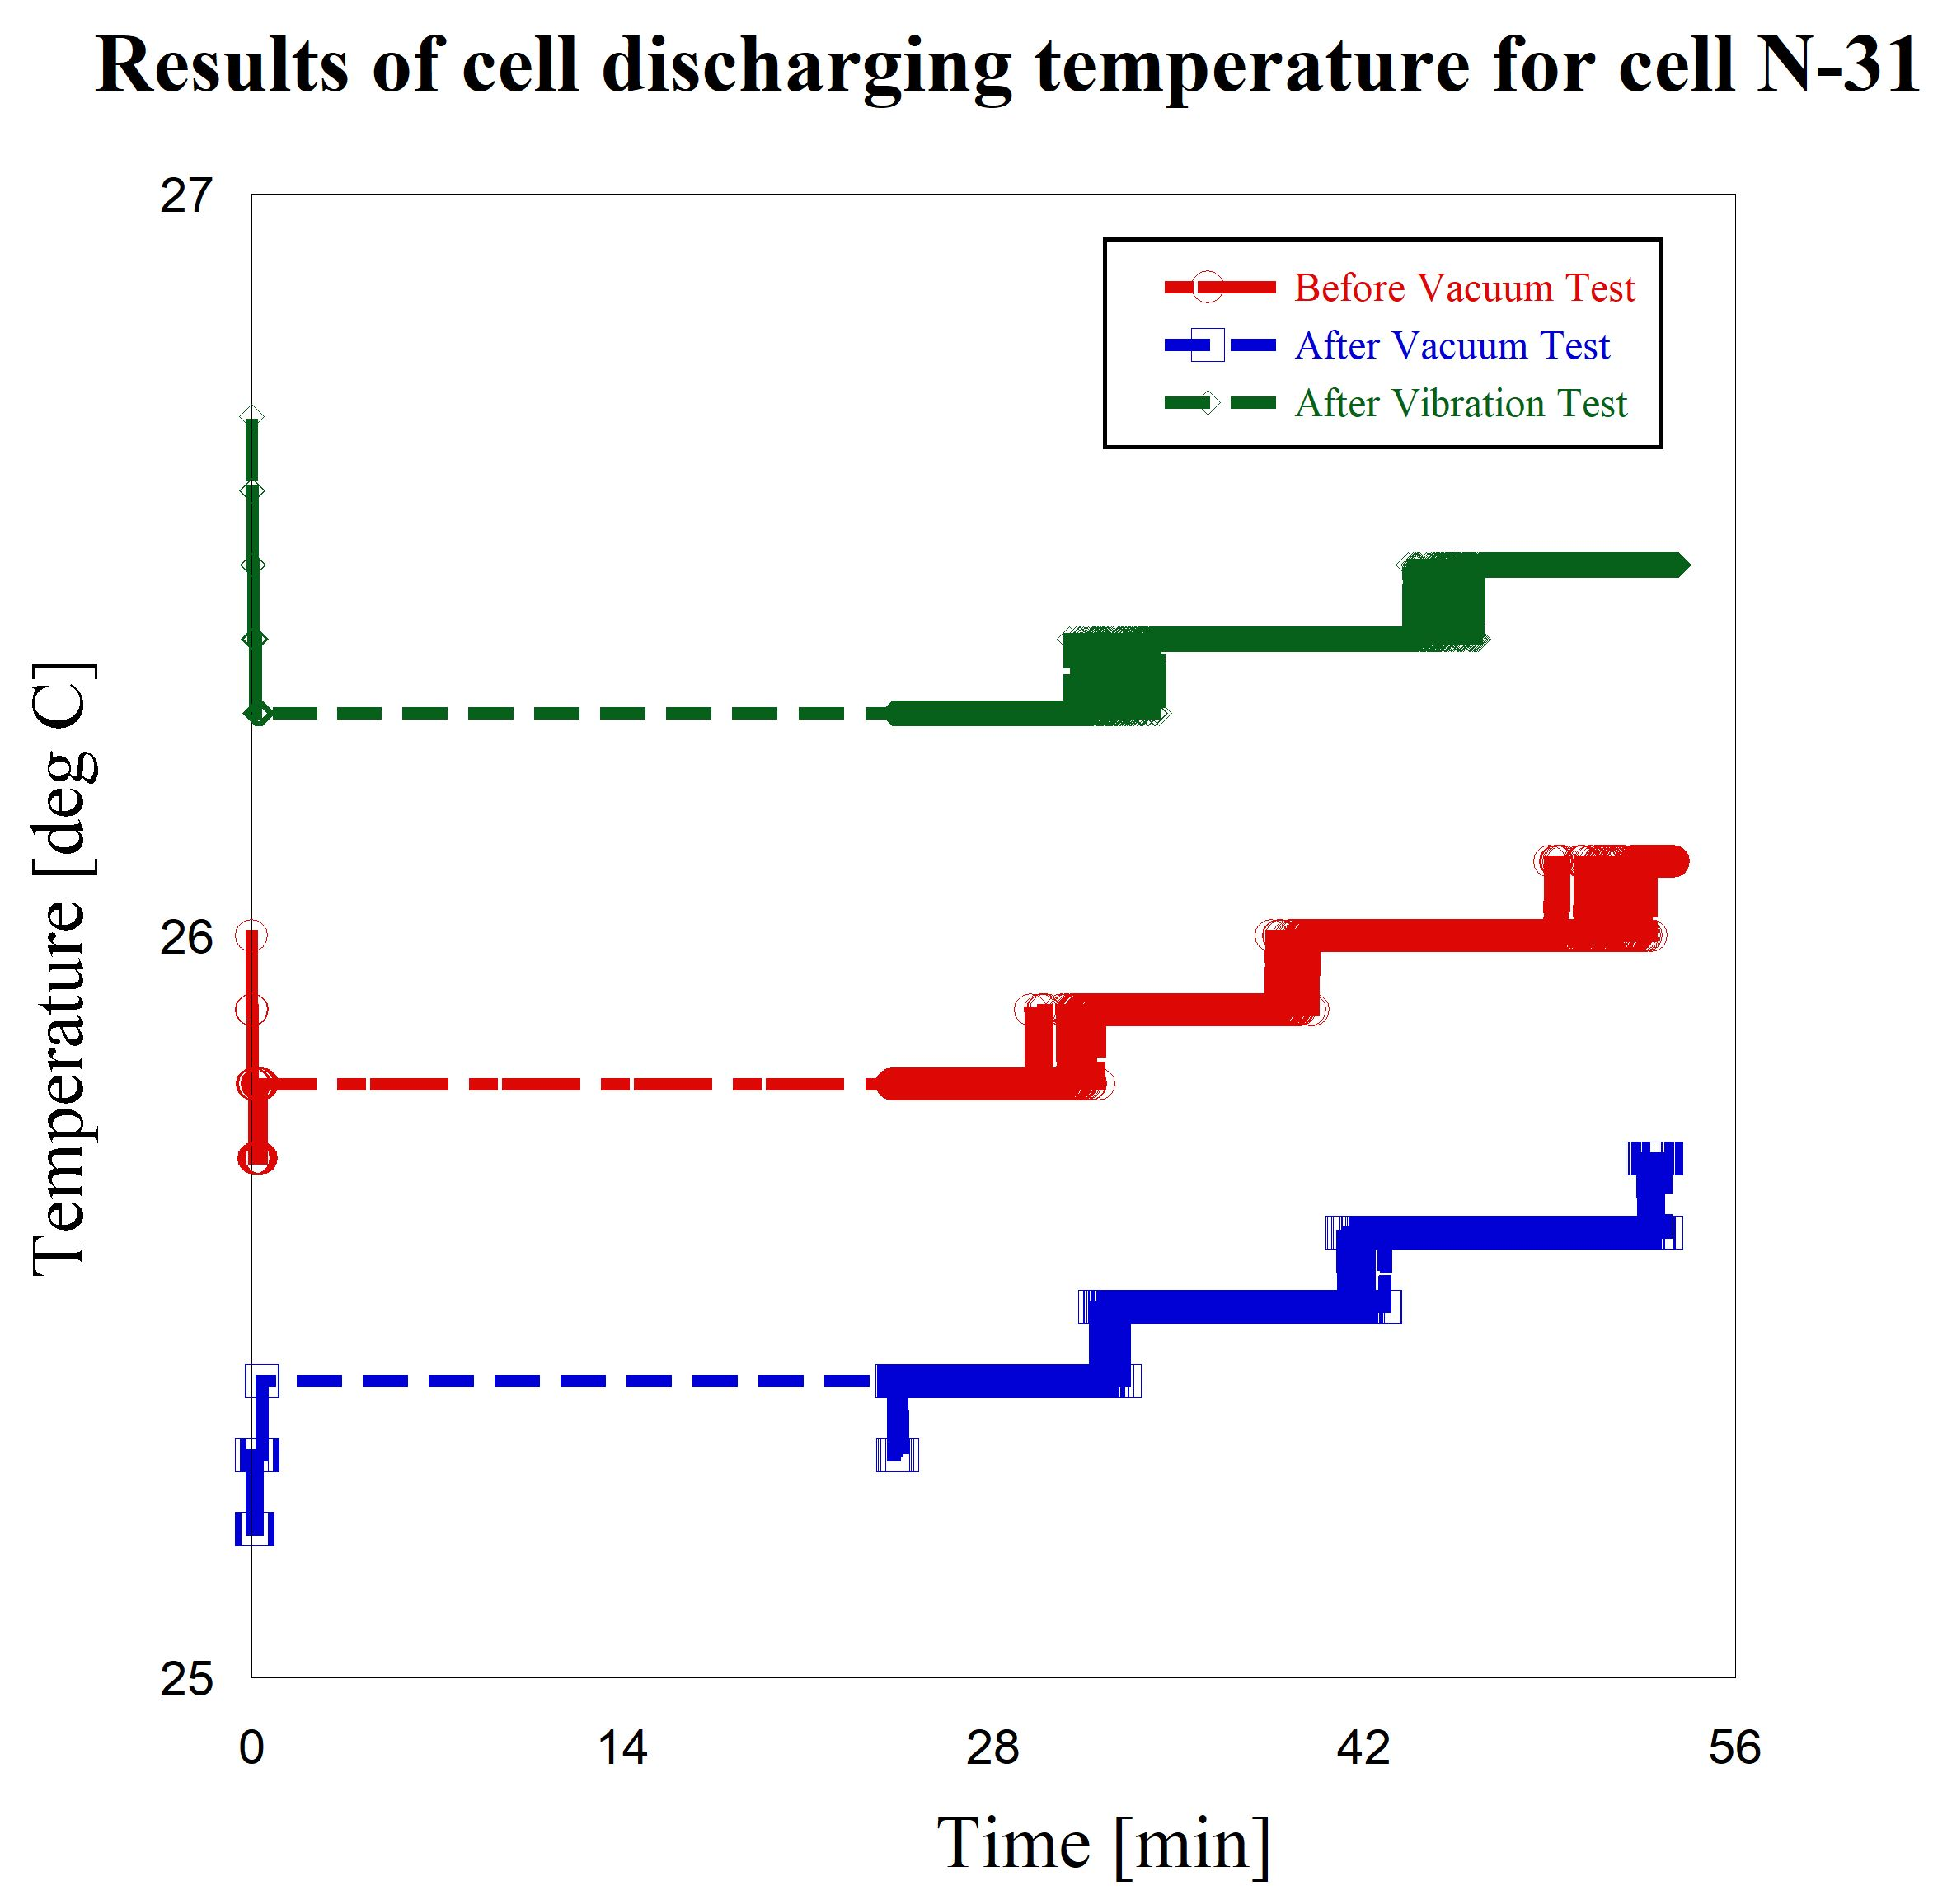 Results of cell discharging temperature for cell N-31
27
Before Vacuum Test
After Vacuum Test
After Vibration Test
Temperature [deg C]
26
25
0 14 28 42 56
Time [min]